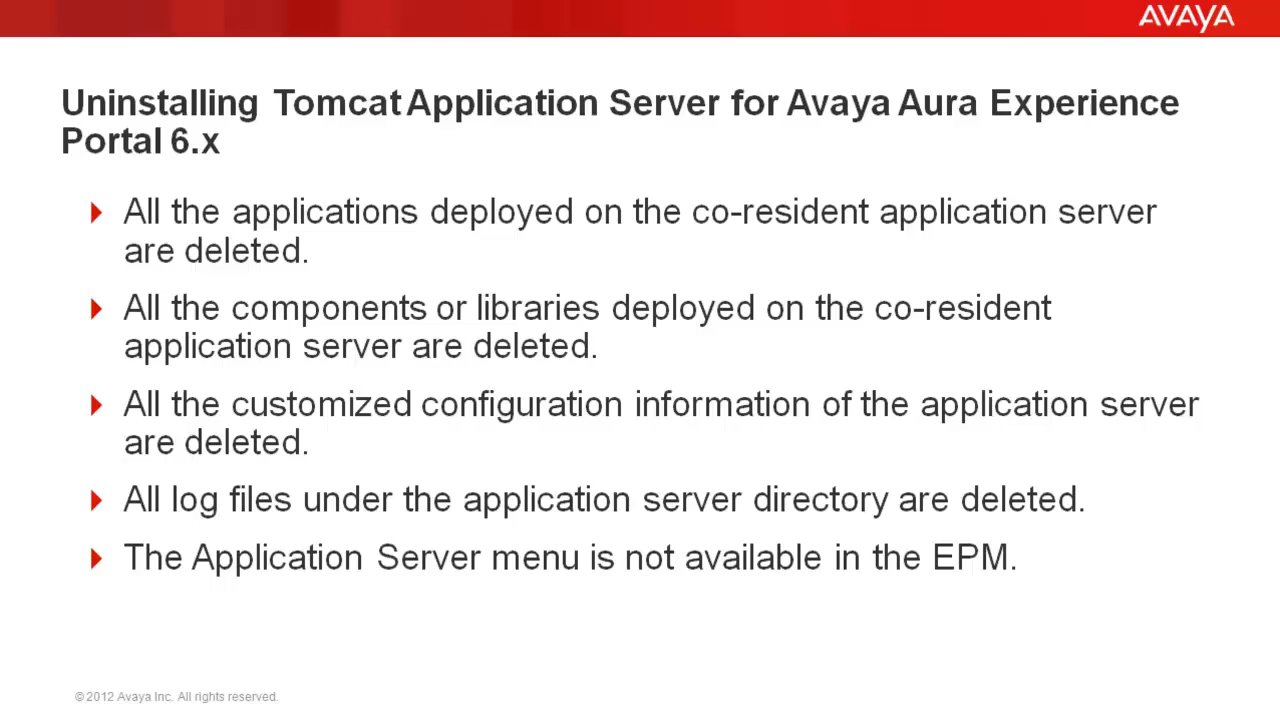 AVAYA
Uninstalling Tomcat Application Server for Avaya Aura Experience
Portal 6.x
All the applications deployed on the co-resident application server
are deleted.
All the components or libraries deployed on the co-resident
application server are deleted.
All the customized configuration information of the application server
are deleted.
All log files under the application server directory are deleted.
The Application Server menu is not available in the EPM.
©2012 Avaya Inc. All rights reserved.